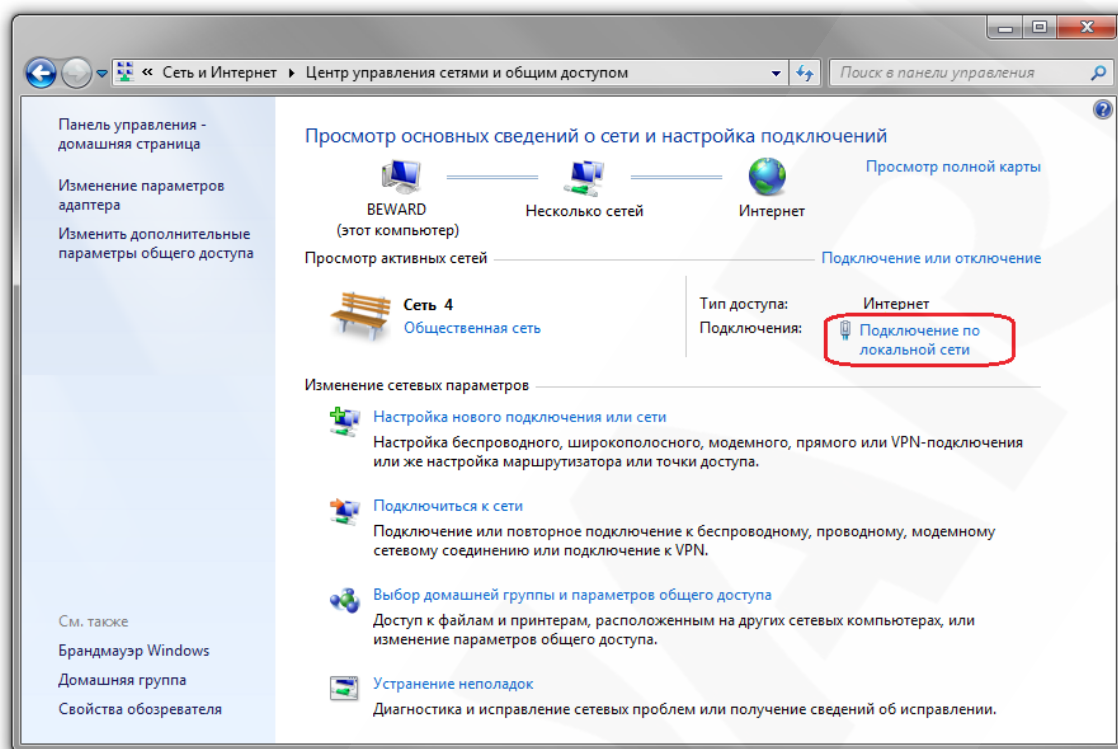 « Сеть и Интернет ▸ Центр управления сетями и общим доступом
Поиск в панели управления
Панель управления -
домашняя страница
Изменение параметров
адаптера
Изменить дополнительные
параметры общего доступа
Просмотр основных сведений о сети и настройка подключений
Просмотр полной карты
BEWARD
(этот компьютер)
Несколько сетей
Интернет
Просмотр активных сетей
Подключение или отключение
Сеть 4
Общественная сеть
Тип доступа: Интернет
Подключения: Подключение по
локальной сети
Изменение сетевых параметров
Настройка нового подключения или сети
Настройка беспроводного, широкополосного, модемного, прямого или VPN-подключения
или же настройка маршрутизатора или точки доступа.
Подключиться к сети
Подключение или повторное подключение к беспроводному, проводному, модемному
сетевому соединению или подключение к VPN.
Выбор домашней группы и параметров общего доступа
Доступ к файлам и принтерам, расположенным на других сетевых компьютерах, или
изменение параметров общего доступа.
Устранение неполадок
Диагностика и исправление сетевых проблем или получение сведений об исправлении.
См. также
Брандмауэр Windows
Домашняя группа
Свойства обозревателя